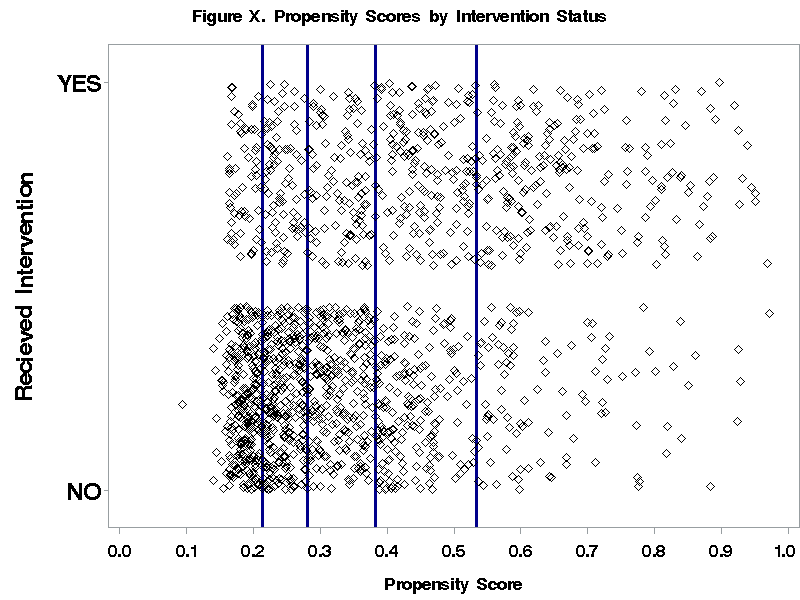 Figure X. Propensity Scores by Intervention Status
YES
Recieved Intervention
NO
0.0 0.1 0.2 0.3 0.4 0.5 0.6 0.7 0.8 0.9 1.0
Propensity Score